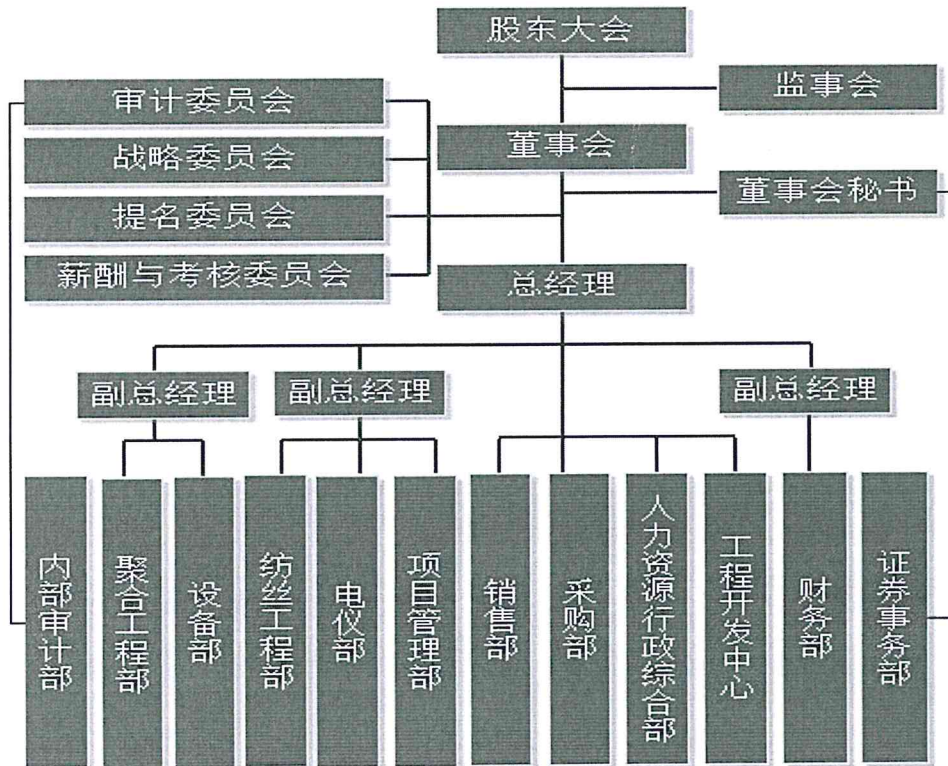 股东大会
监事会
审计委员会
董事会
战略委员会
董事会秘书
提名委员会
薪酬与考核委员会
总经理
副总经理
副总经理
副总经理
内部审计部
聚合工程部
设备部
纺丝工程部
电仪部
项目管理部
销售部
采购部
人力资源行政综合部
工程开发中心
财务部
证券事务部